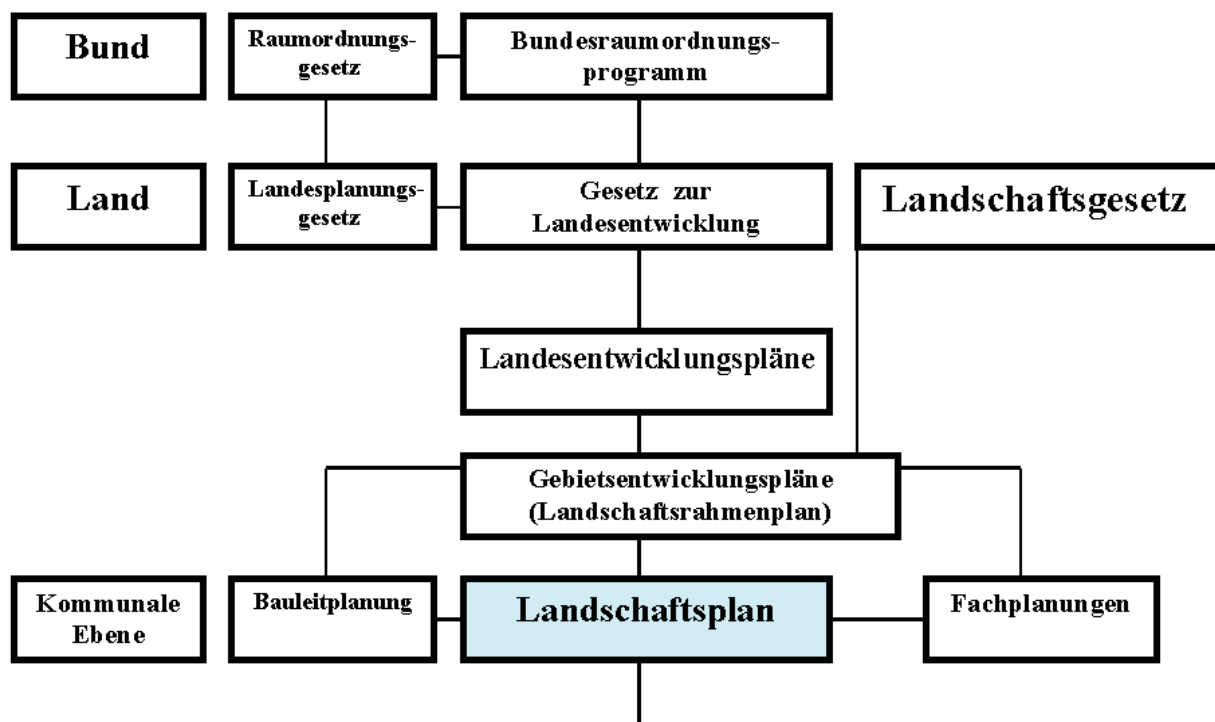 Bund
Raumordnungs-
gesetz
Bundesraumordnungs-
programm
Land
Landesplanungs-
gesetz
Gesetz zur
Landesentwicklung
Landschaftsgesetz
Landesentwicklungspläne
Gebietsentwicklungspläne
(Landschaftsrahmenplan)
Kommunale
Ebene
Bauleitplanung
Landschaftsplan
Fachplanungen